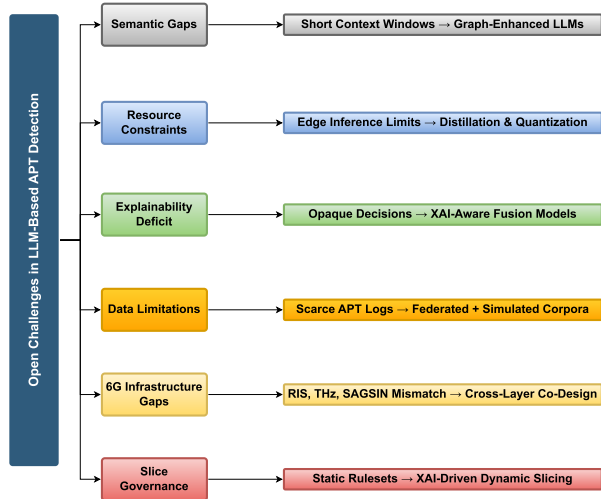 Open Challenges in LLM-Based APT Detection
Semantic Gaps
Short Context Windows → Graph-Enhanced LLMs
Resource
Constraints
Edge Inference Limits → Distillation & Quantization
Explainability
Deficit
Opaque Decisions → XAI-Aware Fusion Models
Data Limitations
Scarce APT Logs → Federated + Simulated Corpora
6G Infrastructure
Gaps
RIS, THz, SAGSIN Mismatch → Cross-Layer Co-Design
Slice
Governance
Static Rulesets → XAI-Driven Dynamic Slicing